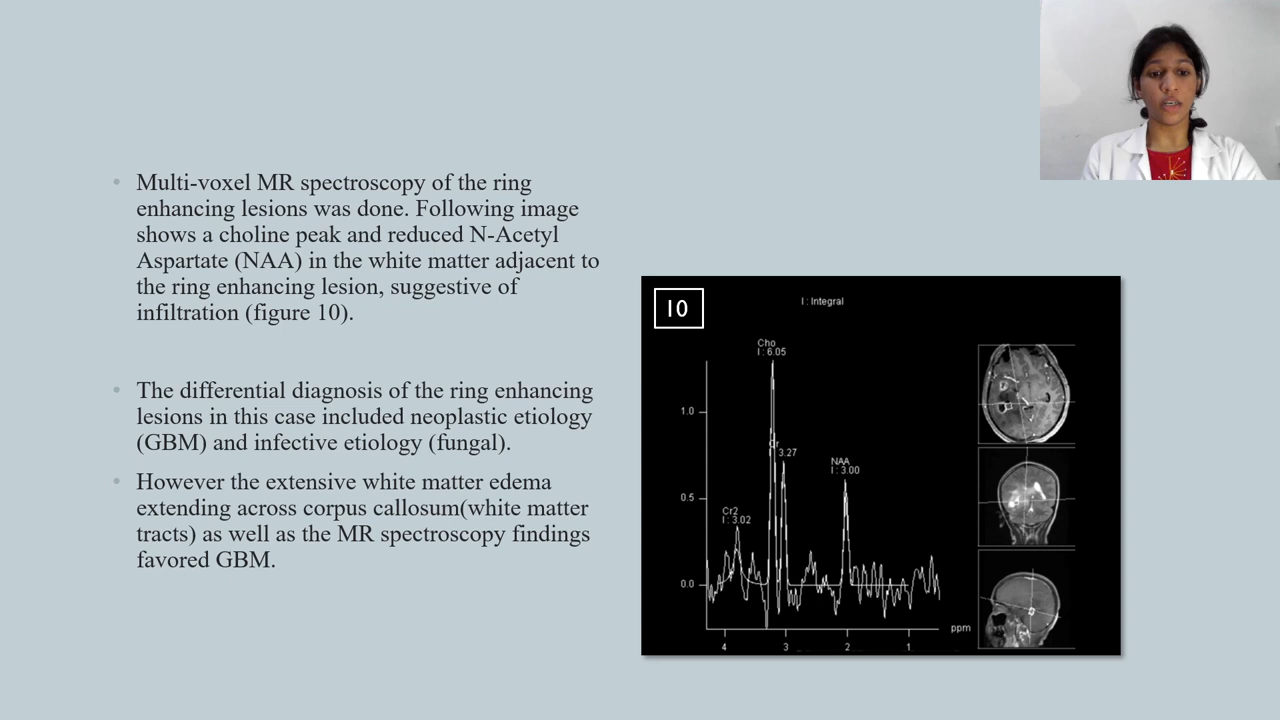 Multi-voxel MR spectroscopy of the ring
enhancing lesions was done. Following image
shows a choline peak and reduced N-Acetyl
Aspartate (NAA) in the white matter adjacent to
the ring enhancing lesion, suggestive of
infiltration (figure 10).
The differential diagnosis of the ring enhancing
lesions in this case included neoplastic etiology
(GBM) and infective etiology (fungal).
However the extensive white matter edema
extending across corpus callosum(white matter
tracts) as well as the MR spectroscopy findings
favored GBM.
10
I : Integral
Cho
I : 6.05
1.0
3.27
NAA
I : 3.00
0.5
Cr2
I : 3.02
0.0
ppm
4 3 2 1